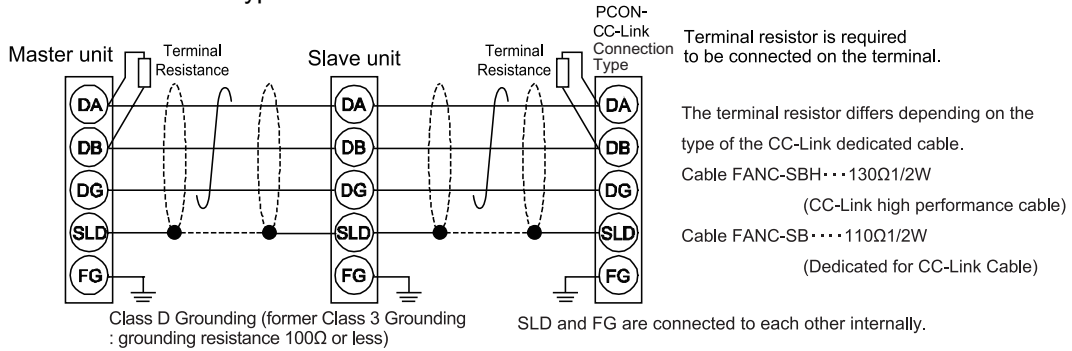 PCON-
CC-Link
Connection
Type
Master unit
Terminal
Resistance
Slave unit
Terminal
Resistance
Terminal resistor is required
to be connected on the terminal.
DA
DA
DA
DB
DB
DB
DG
DG
DG
SLD
SLD
SLD
FG
FG
FG
The terminal resistor differs depending on the
type of the CC-Link dedicated cable.
Cable FANC-SBH・・・130Ω1/2W
(CC-Link high performance cable)
Cable FANC-SB・・・・110Ω1/2W
(Dedicated for CC-Link Cable)
Class D Grounding (former Class 3 Grounding
: grounding resistance 100Ω or less)
SLD and FG are connected to each other internally.